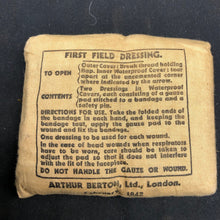 FIRST FIELD DRESSING.
TO OPEN
Outer Cover: Break thread holding
flap. Inner Waterproof Cover: tear
apart at the uncemented corner
where indicated by the arrow.
CONTENTS
Two Dressings in Waterproof
Covers, each consisting of a gauze
pad stitched to a bandage and a
safety pin.
DIRECTIONS FOR USE. Take the folded ends of
the bandage in each hand, and keeping the
bandage taut, apply the gauze pad to the
wound and fix the bandage.
One dressing to be used for each wound.
In the case of head wounds when respirators
have to be worn, care should be taken to
adjust the pad so that it does not interfere
with the fit of the facepiece.
DO NOT HANDLE THE GAUZE OR WOUND.
ARTHUR BERTON, Ltd., London.
1942